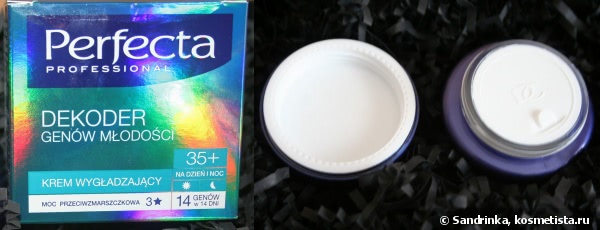 Perfecta
PROFESSIONAL
DEKODER
GENÓW MŁODOŚCI
35+
NA DZIEŃ I NOC
KREM WYGŁADZAJĄCY
MOC PRZECIWZMARSZCZKOWA 3★
14 GENÓW
W 14 DNI
© Sandrinka, kosmetista.ru